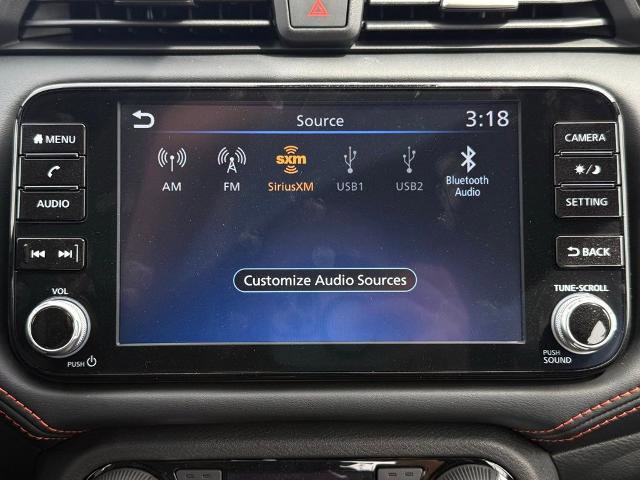 Source
3:18
AM
FM
sxm
SiriusXM
USB1
USB2
Bluetooth
Audio
Customize Audio Sources
MENU
AUDIO
VOL
PUSH
CAMERA
SETTING
BACK
TUNE-SCROLL
PUSH
SOUND